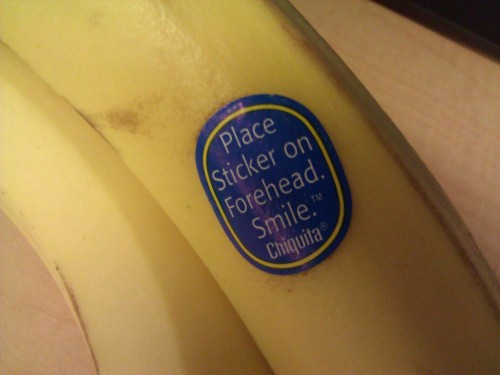 Place
Sticker on
Forehead.
Smile.™
Chiquita®